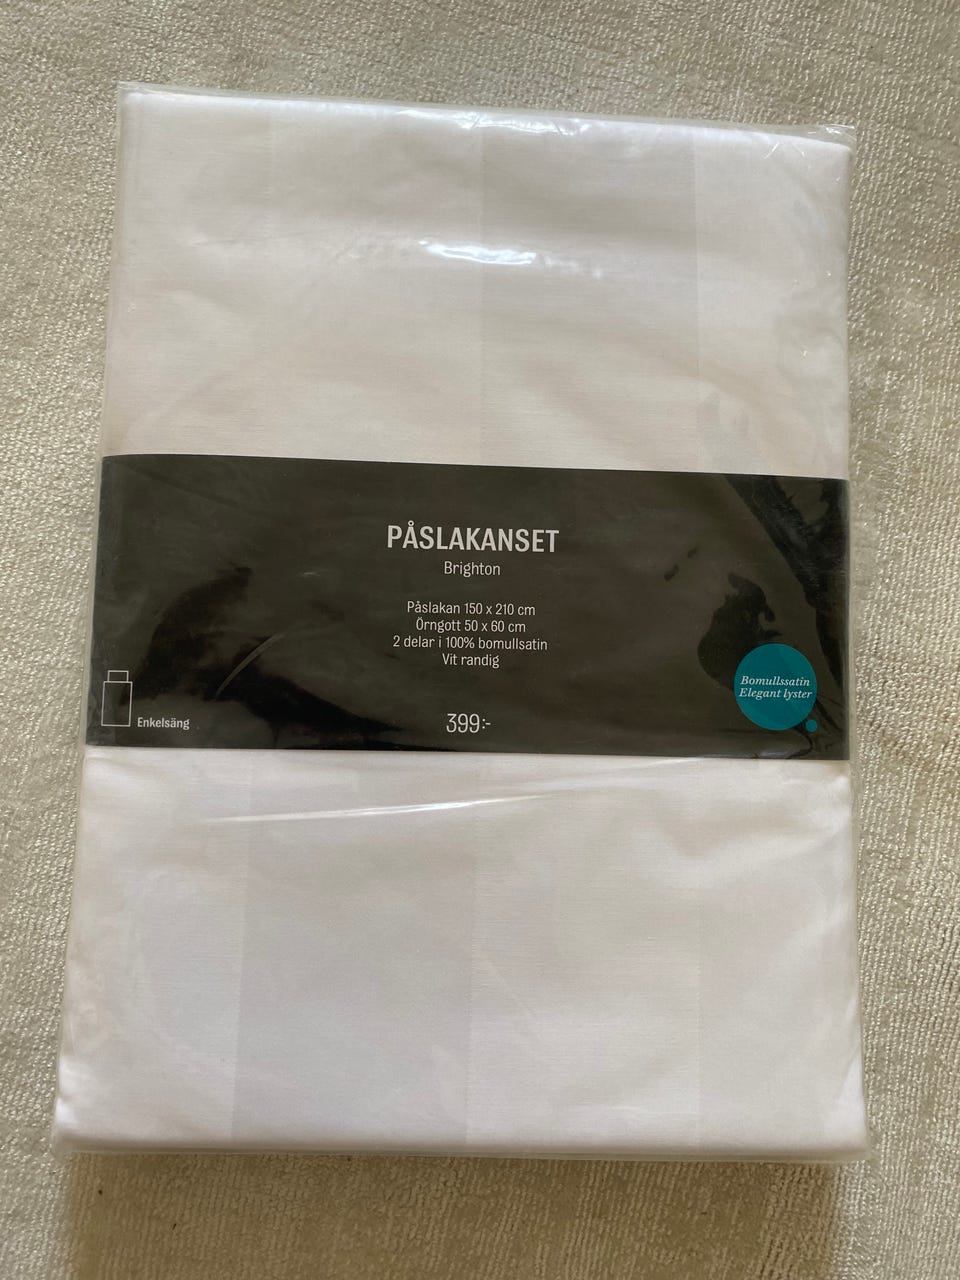 PÅSLAKANSET
Brighton
Påslakan 150 x 210 cm
Örngott 50 x 60 cm
2 delar i 100% bomullsatin
Vit randig
Bomullssatin
Elegant lyster
Enkelsäng
399:-